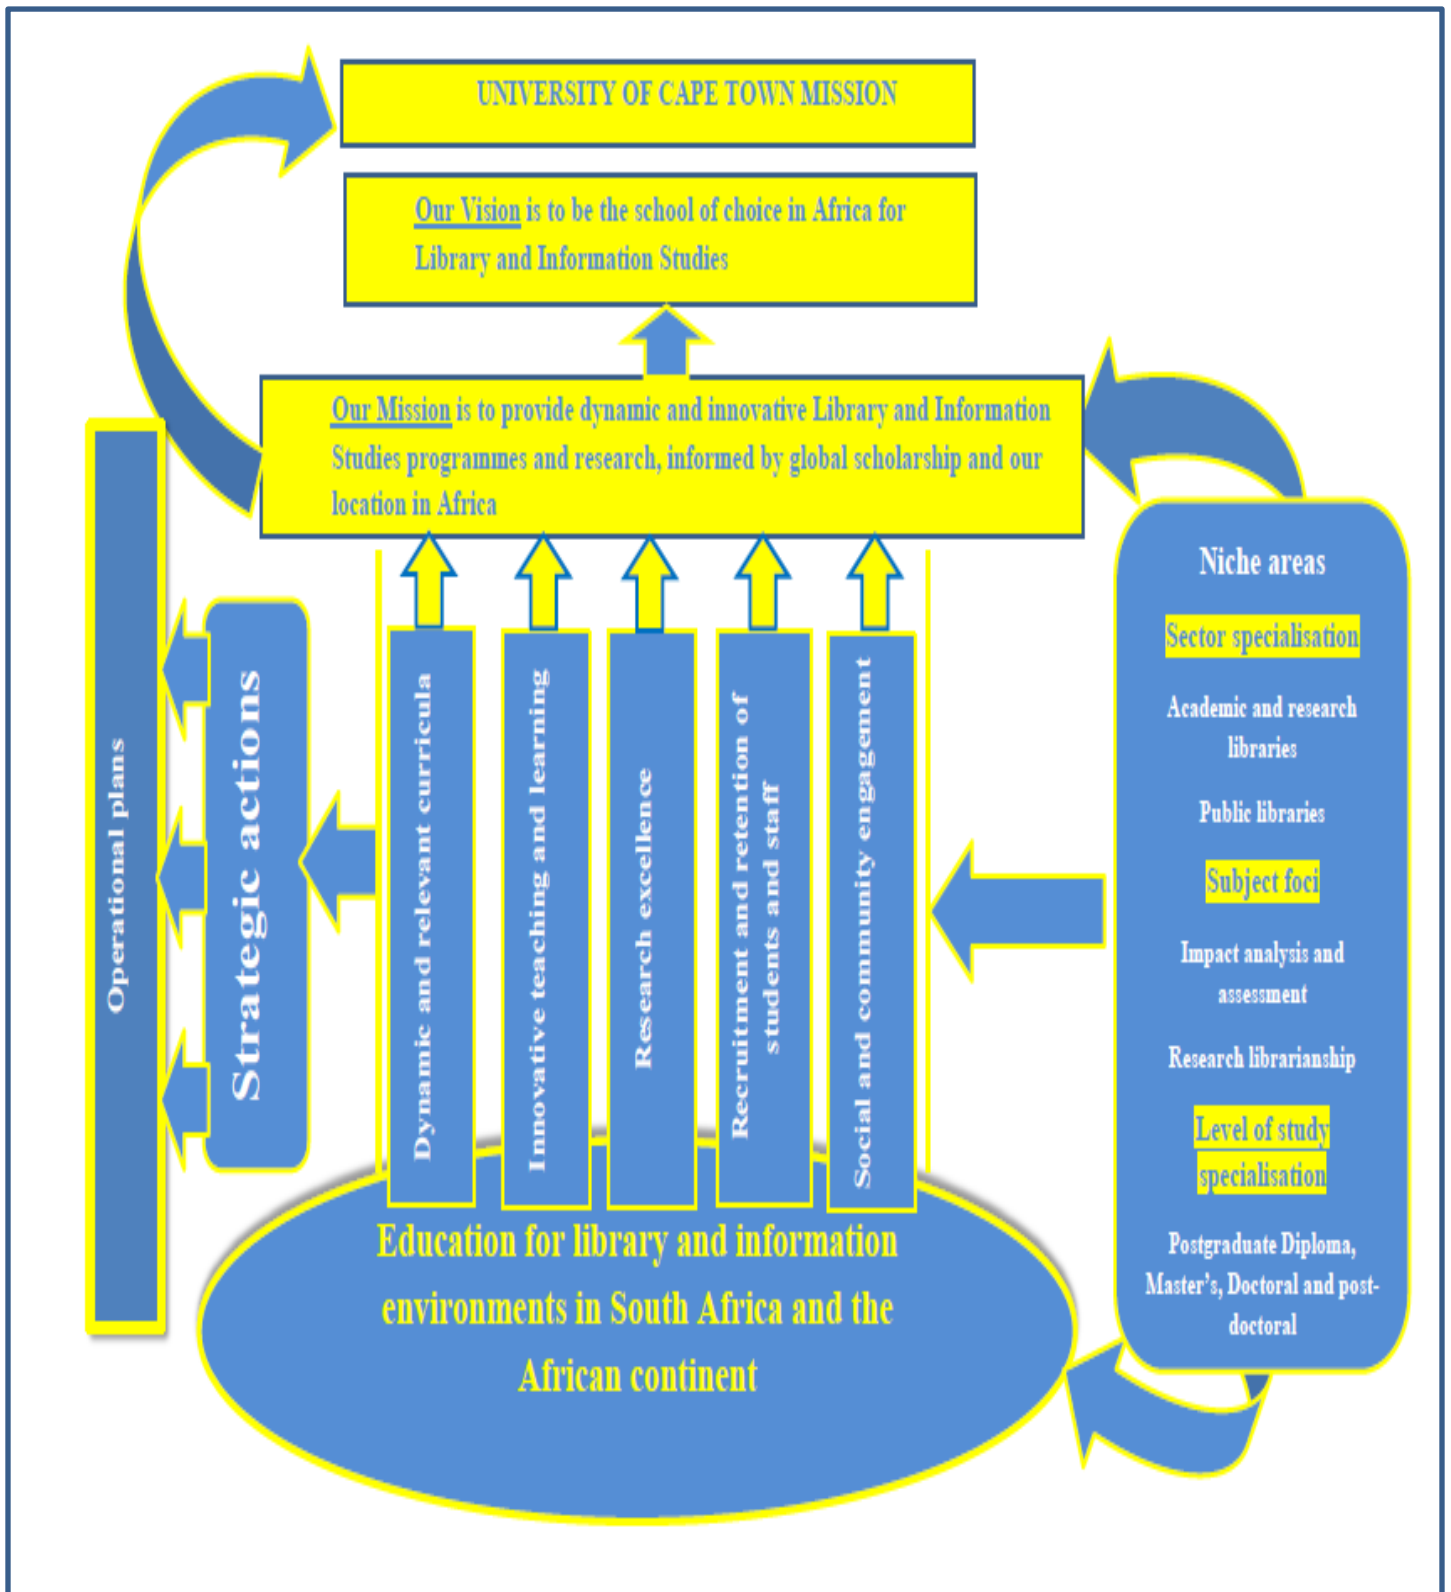 UNIVERSITY OF CAPE TOWN MISSION
Our Vision is to be the school of choice in Africa for
Library and Information Studies
Our Mission is to provide dynamic and innovative Library and Information
Studies programmes and research, informed by global scholarship and our
location in Africa
Operational plans
Strategic actions
Dynamic and relevant curricula
Innovative teaching and learning
Research excellence
Recruitment and retention of
students and staff
Social and community engagement
Niche areas
Sector specialisation
Academic and research
libraries
Public libraries
Subject foci
Impact analysis and
assessment
Research librarianship
Level of study
specialisation
Postgraduate Diploma,
Master's, Doctoral and post-
doctoral
Education for library and information
environments in South Africa and the
African continent